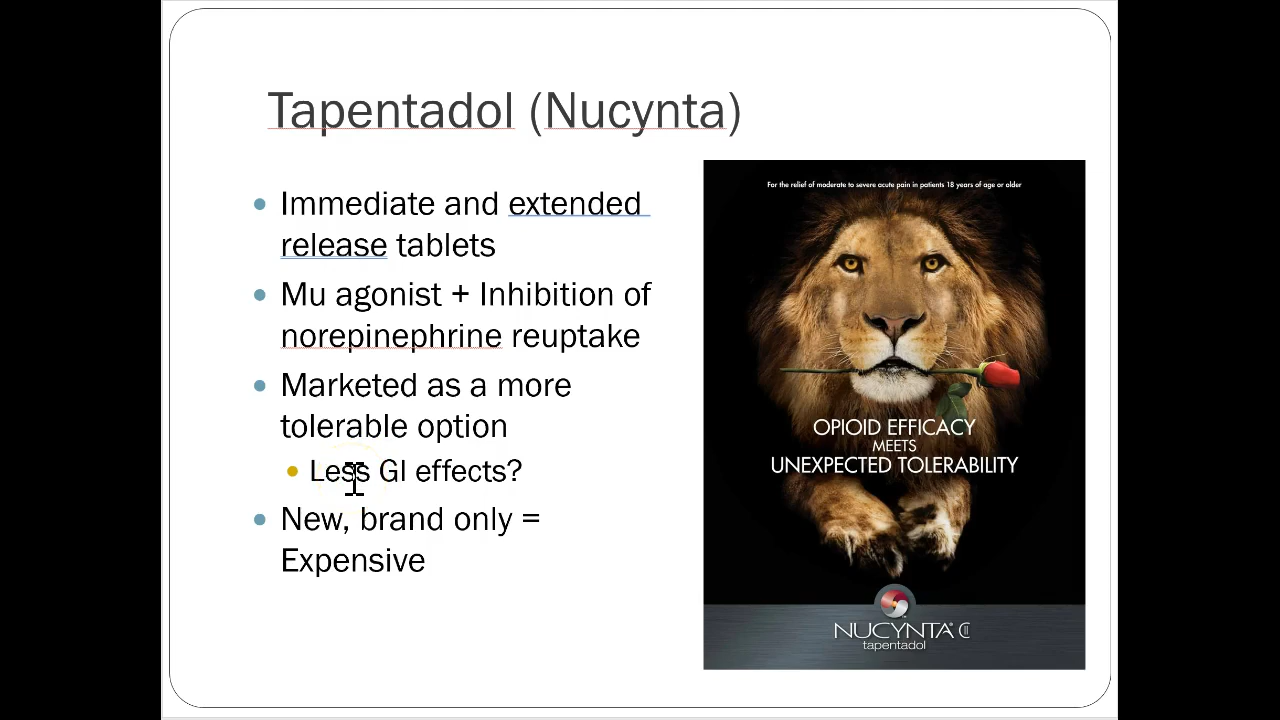 Tapentadol (Nucynta)
Immediate and extended
release tablets
Mu agonist + Inhibition of
norepinephrine reuptake
Marketed as a more
tolerable option
Less GI effects?
New, brand only =
Expensive
For the relief of moderate to severe acute pain in patients 18 years of age or older
OPIOID EFFICACY
MEETS
UNEXPECTED TOLERABILITY
NUCYNTA® CII
tapentadol